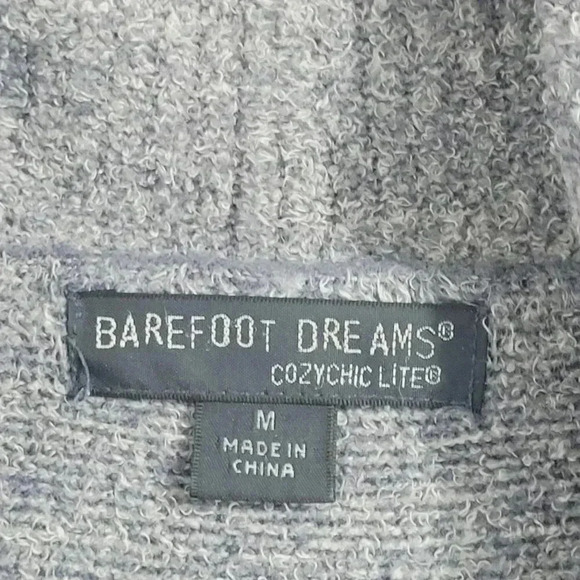 BAREFOOT DREAMS®
COZYCHIC LITE®
M
MADE IN
CHINA